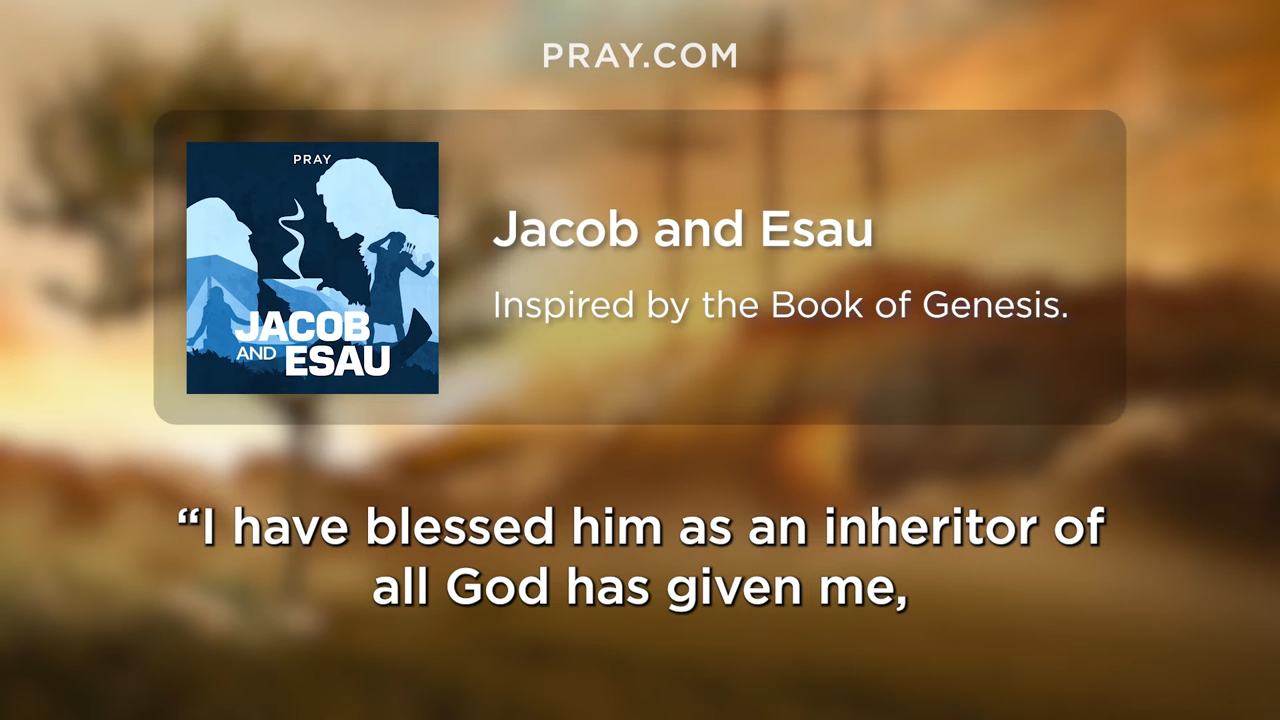 PRAY.COM
PRAY
JACOB
AND ESAU
Jacob and Esau
Inspired by the Book of Genesis.
“I have blessed him as an inheritor of
all God has given me,